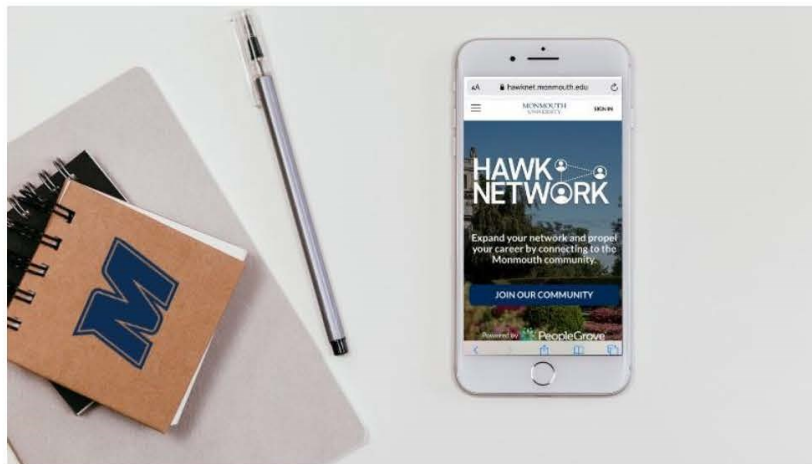 M
AA hawknet.monmouth.edu
MONMOUTH
UNIVERSITY
SIGN IN
HAWK
NETWORK
Expand your network and propel
your career by connecting to the
Monmouth community.
JOIN OUR COMMUNITY
Powered by PeopleGrove